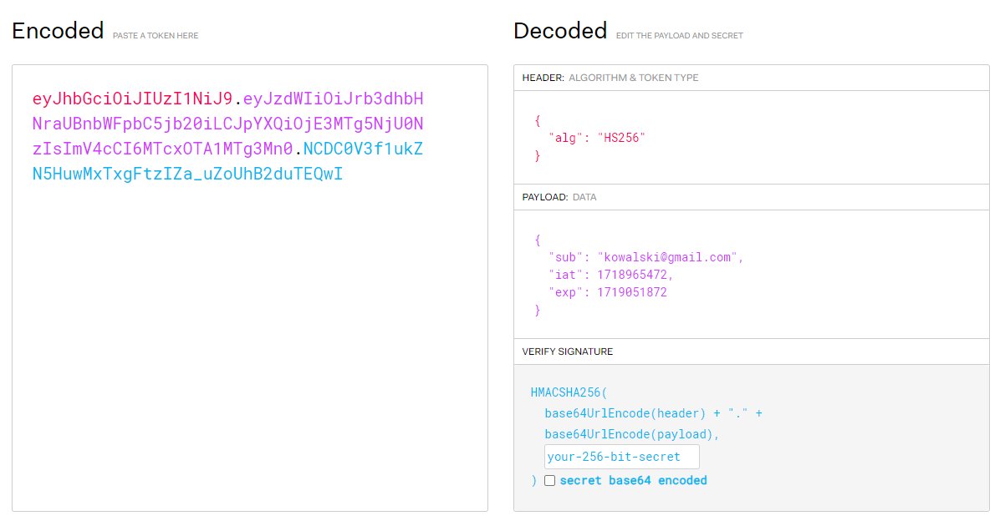 Encoded PASTE A TOKEN HERE
eyJhbGciOiJIUzI1NiJ9.eyJzdWIiOiJrb3dhbH
NraUBnbWFpbC5jb20iLCJpYXQiOjE3MTg5NjU0N
zIsImV4cCI6MTcxOTA1MTg3Mn0.NCDC0V3f1ukZ
N5HuwMxTxgFtzIZa_uZoUhB2duTEQwI
Decoded EDIT THE PAYLOAD AND SECRET
HEADER: ALGORITHM & TOKEN TYPE
{
"alg": "HS256"
}
PAYLOAD: DATA
{
"sub": "kowalski@gmail.com",
"iat": 1718965472,
"exp": 1719051872
}
VERIFY SIGNATURE
HMACSHA256(
base64UrlEncode(header) + "." +
base64UrlEncode(payload),
your-256-bit-secret
) secret base64 encoded